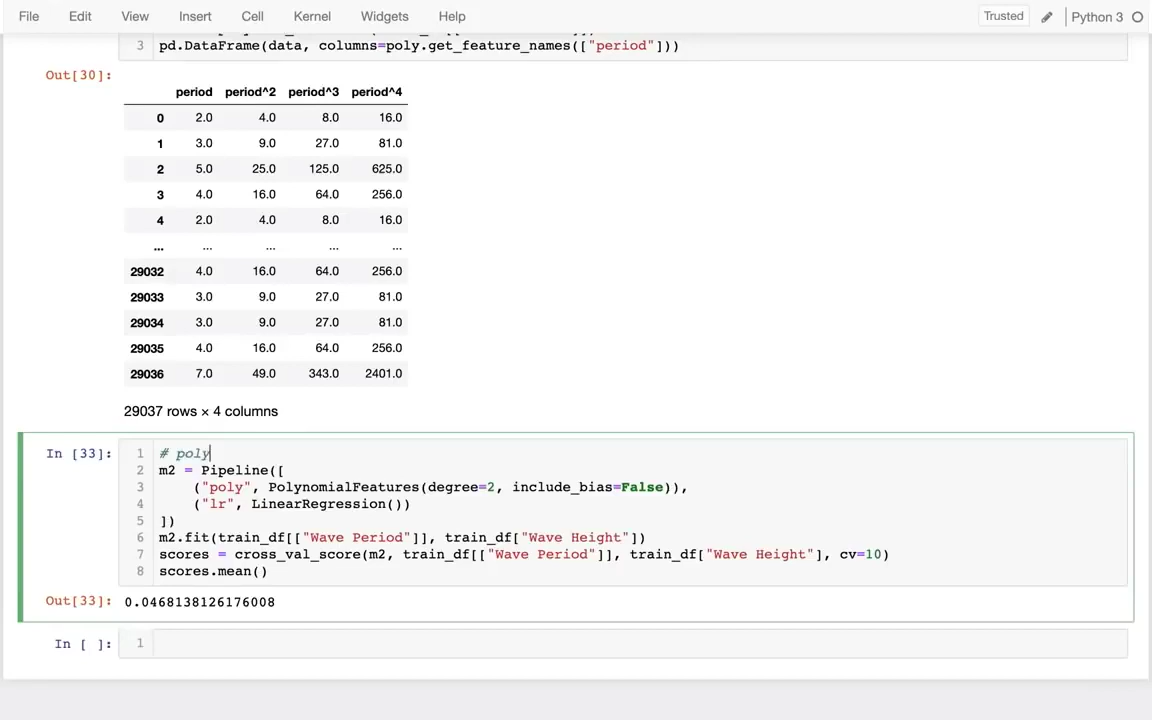 File Edit View Insert Cell Kernel Widgets Help Trusted Python 3
3 pd.DataFrame(data, columns=poly.get_feature_names(["period"]))
Out[30]:
period period^2 period^3 period^4
0 2.0 4.0 8.0 16.0
1 3.0 9.0 27.0 81.0
2 5.0 25.0 125.0 625.0
3 4.0 16.0 64.0 256.0
4 2.0 4.0 8.0 16.0
... ... ... ... ...
29032 4.0 16.0 64.0 256.0
29033 3.0 9.0 27.0 81.0
29034 3.0 9.0 27.0 81.0
29035 4.0 16.0 64.0 256.0
29036 7.0 49.0 343.0 2401.0
29037 rows × 4 columns
In [33]: 1 # poly
2 m2 = Pipeline([
3 ("poly", PolynomialFeatures(degree=2, include_bias=False)),
4 ("lr", LinearRegression())
5 ])
6 m2.fit(train_df[["Wave Period"]], train_df["Wave Height"])
7 scores = cross_val_score(m2, train_df[["Wave Period"]], train_df["Wave Height"], cv=10)
8 scores.mean()
Out[33]: 0.0468138126176008
In [ ]: 1